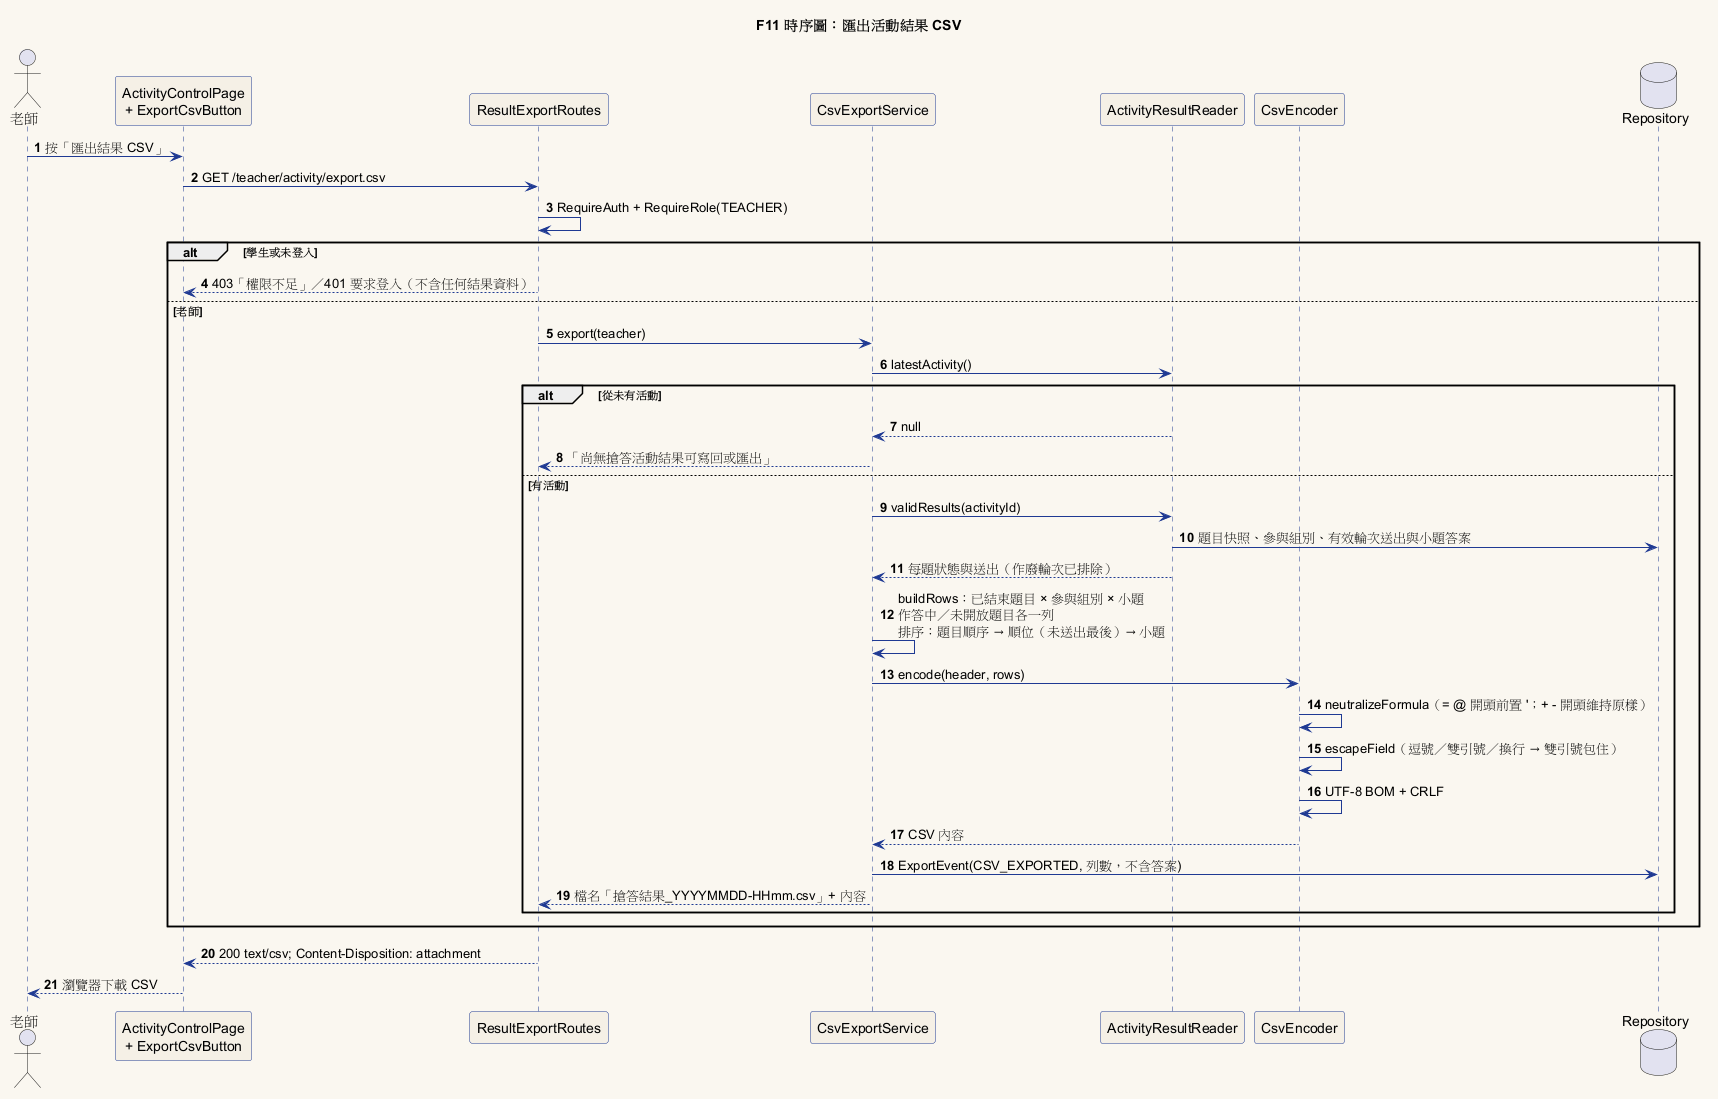 F11 時序圖：匯出活動結果 CSV
老師
ActivityControlPage
+ ExportCsvButton
ResultExportRoutes
CsvExportService
ActivityResultReader
CsvEncoder
Repository
1 按「匯出結果 CSV」
2 GET /teacher/activity/export.csv
3 RequireAuth + RequireRole(TEACHER)
alt [學生或未登入]
4 403「權限不足」／401 要求登入（不含任何結果資料）
[老師]
5 export(teacher)
6 latestActivity()
alt [從未有活動]
7 null
8 「尚無搶答活動結果可寫回或匯出」
[有活動]
9 validResults(activityId)
10 題目快照、參與組別、有效輪次送出與小題答案
11 每題狀態與送出（作廢輪次已排除）
buildRows：已結束題目 × 參與組別 × 小題
12 作答中／未開放題目各一列
排序：題目順序 → 順位（未送出最後）→ 小題
13 encode(header, rows)
14 neutralizeFormula（= @ 開頭前置 '；+ - 開頭維持原樣）
15 escapeField（逗號／雙引號／換行 → 雙引號包住）
16 UTF-8 BOM + CRLF
17 CSV 內容
18 ExportEvent(CSV_EXPORTED, 列數，不含答案)
19 檔名「搶答結果_YYYYMMDD-HHmm.csv」+ 內容
20 200 text/csv; Content-Disposition: attachment
21 瀏覽器下載 CSV
老師
ActivityControlPage
+ ExportCsvButton
ResultExportRoutes
CsvExportService
ActivityResultReader
CsvEncoder
Repository